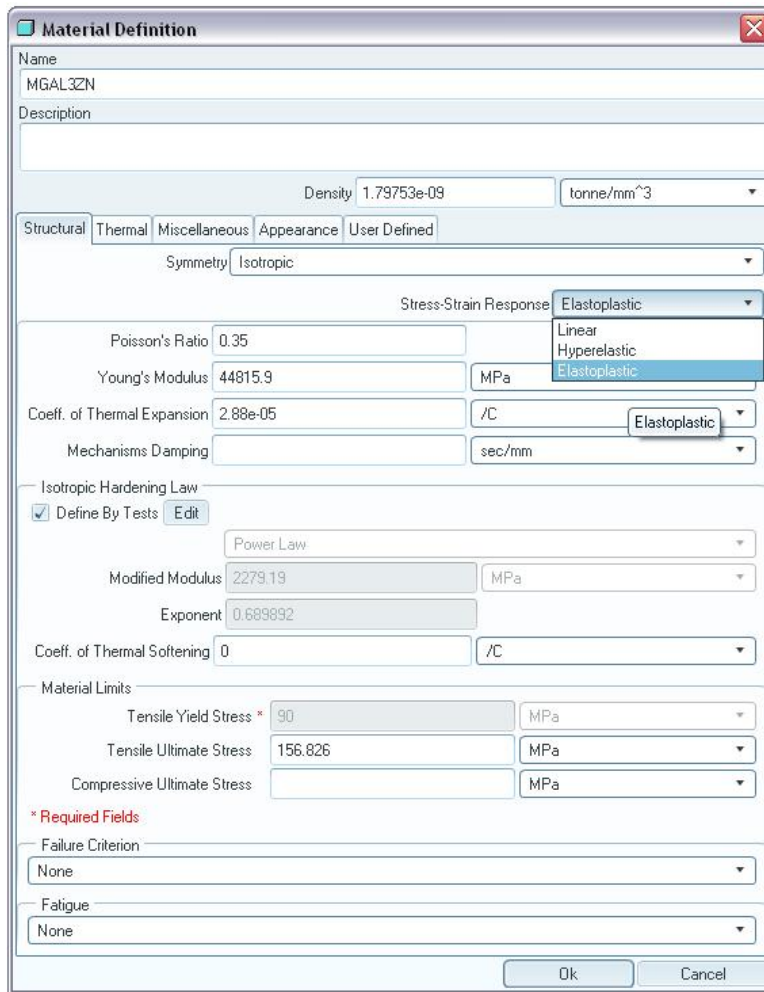 Material Definition
Name
MGAL3ZN
Description
Density 1.79753e-09 tonne/mm^3
Structural Thermal Miscellaneous Appearance User Defined
Symmetry Isotropic
Stress-Strain Response Elastoplastic
Linear
Hyperelastic
Elastoplastic
Poisson's Ratio 0.35
Young's Modulus 44815.9 MPa
Coeff. of Thermal Expansion 2.88e-05 /C
Elastoplastic
Mechanisms Damping sec/mm
Isotropic Hardening Law
Define By Tests Edit
Power Law
Modified Modulus 2279.19 MPa
Exponent 0.689892
Coeff. of Thermal Softening 0 /C
Material Limits
Tensile Yield Stress * 90 MPa
Tensile Ultimate Stress 156.826 MPa
Compressive Ultimate Stress MPa
* Required Fields
Failure Criterion
None
Fatigue
None
Ok Cancel